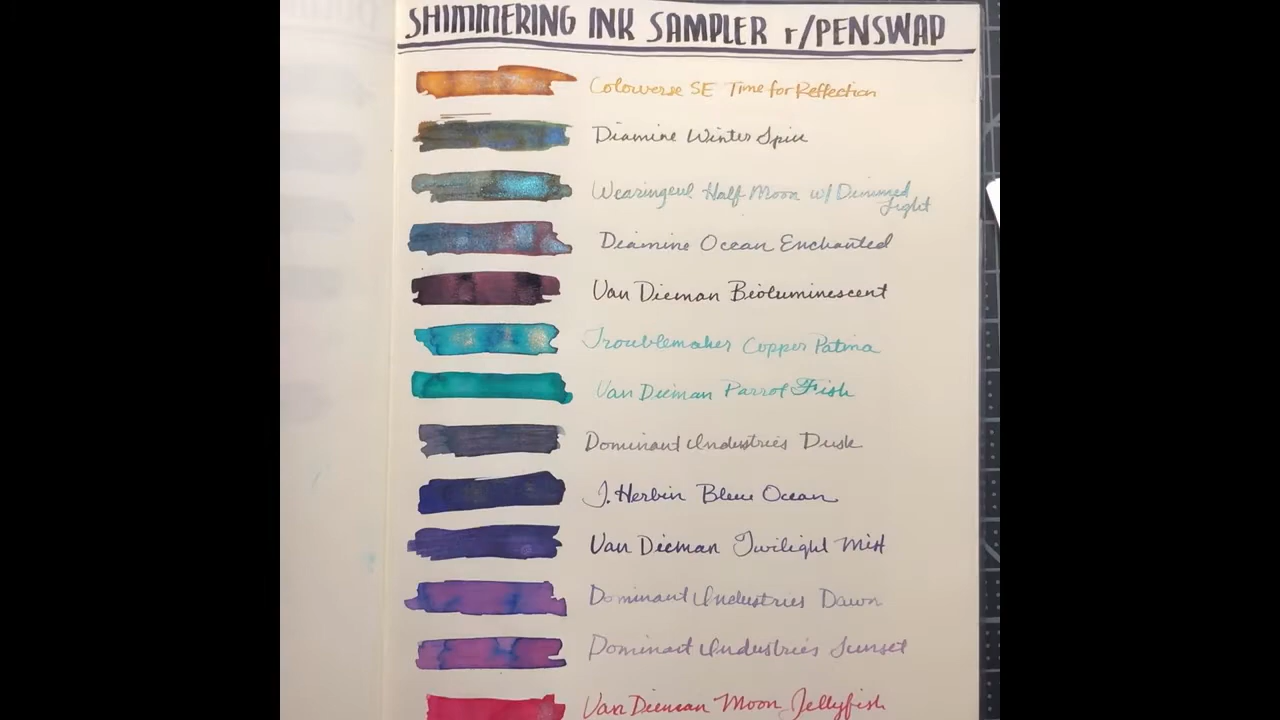 SHIMMERING INK SAMPLER r/PENSWAP
Colorverse SE Time for Reflection
Diamine Winter Spice
Wearingeul Half Moon w/ Dimmed
Light
Diamine Ocean Enchanted
Van Dieman Bioluminescent
Troublemaker Copper Patina
Van Dieman Parrot Fish
Dominant Industries Dusk
J. Herbin Bleu Ocean
Van Dieman Twilight Mist
Dominant Industries Dawn
Dominant Industries Sunset
Van Dieman Moon Jellyfish